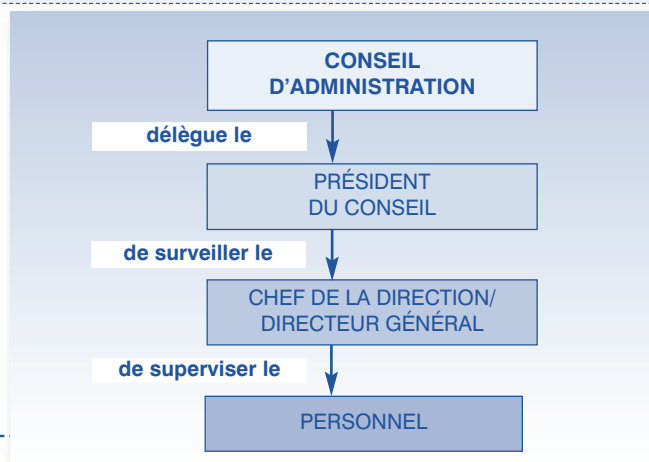 CONSEIL
D'ADMINISTRATION
délègue le
PRÉSIDENT
DU CONSEIL
de surveiller le
CHEF DE LA DIRECTION/
DIRECTEUR GÉNÉRAL
de superviser le
PERSONNEL